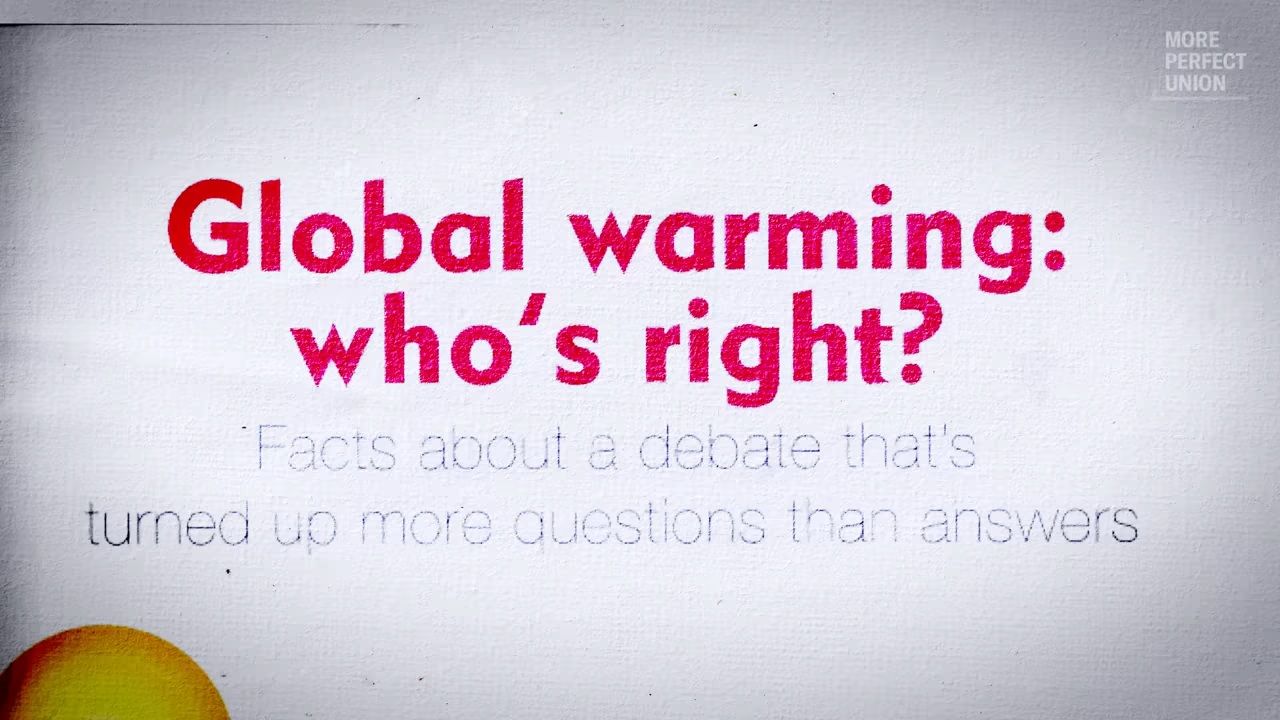 MORE
PERFECT
UNION
Global warming:
who‘s right?
Facts about a debate that's
turned up more questions than answers